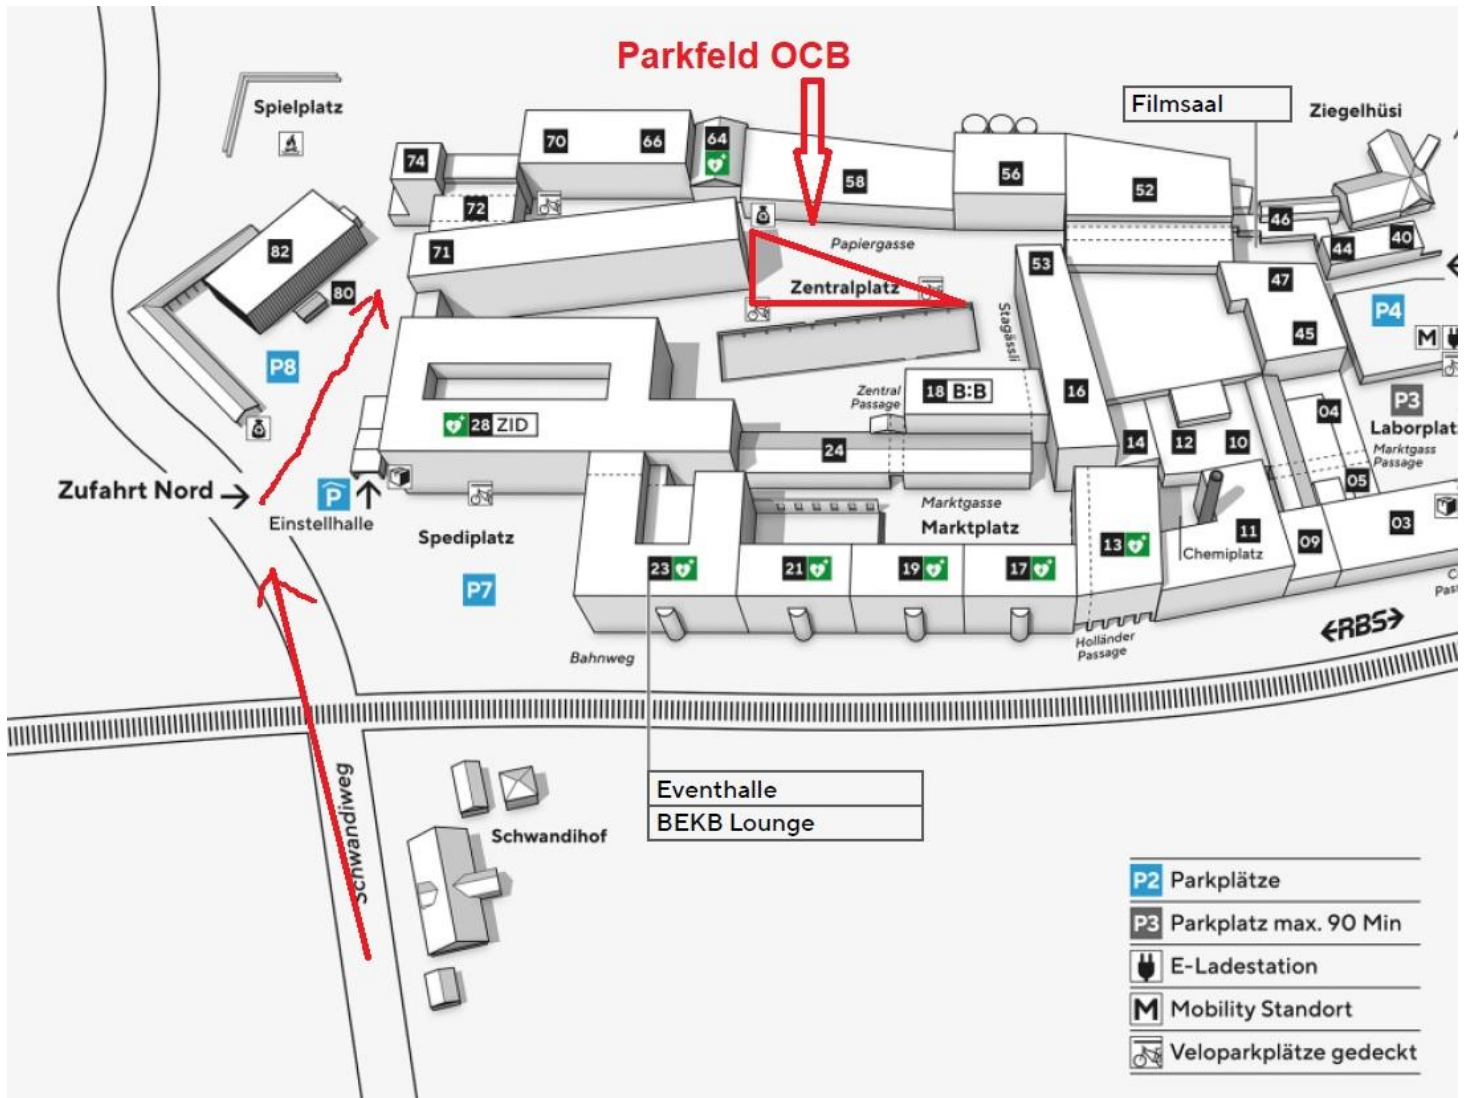 Parkfeld OCB
Filmsaal
Ziegelhüsi
Spielplatz
74
70
66
64
58
56
52
46
44
40
72
71
82
80
Papiergasse
Zentralplatz
53
47
45
P4
M
P8
Stagässli
P3
Laborplatz
Marktgass
Passage
Zentral
Passage
18 B:B
16
28 ZID
24
14
12
10
04
05
03
Zufahrt Nord
P
Einstellhalle
Spediplatz
P7
Marktgasse
Marktplatz
23
21
19
17
13
11
09
Chemiplatz
Holländer
Passage
RBS
Bahnweg
Schwandiweg
Eventhalle
BEKB Lounge
Schwandihof
P2 Parkplätze
P3 Parkplatz max. 90 Min
E-Ladestation
M Mobility Standort
Veloparkplätze gedeckt